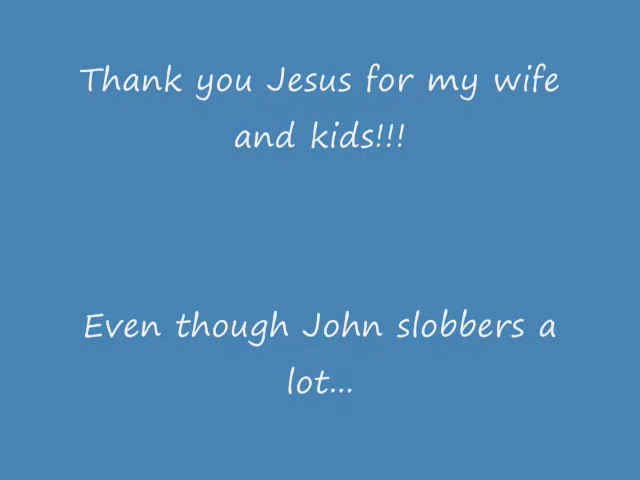 Thank you Jesus for my wife
and kids!!!
Even though John slobbers a
lot...